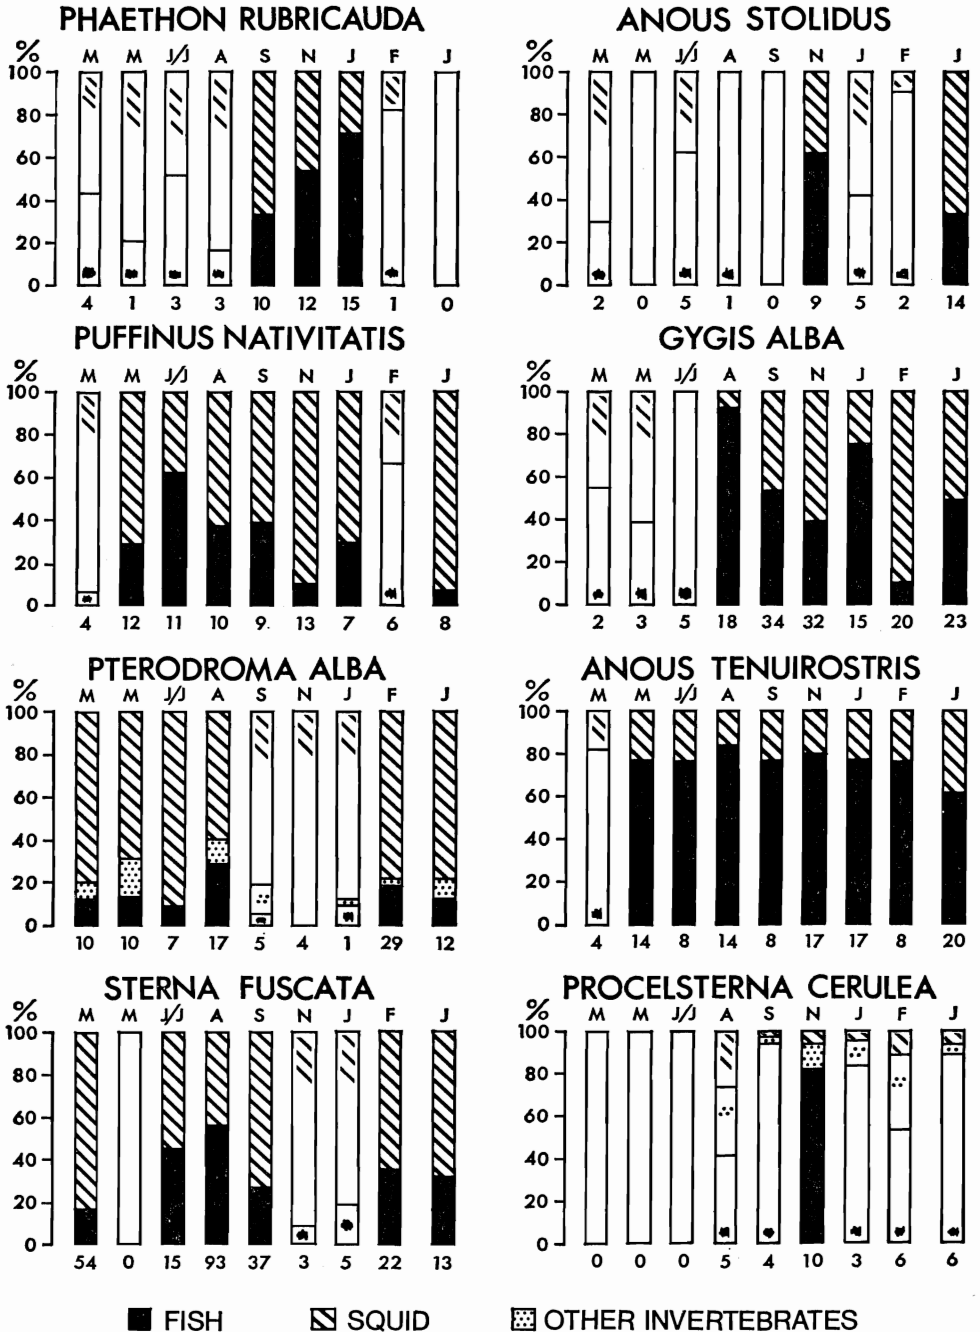 PHAETHON RUBRICAUDA
% M M J/J A S N J F J
100
80
60
40
20
0
4 1 3 3 10 12 15 1 0
ANOUS STOLIDUS
% M M J/J A S N J F J
100
80
60
40
20
0
2 0 5 1 0 9 5 2 14
PUFFINUS NATIVITATIS
% M M J/J A S N J F J
100
80
60
40
20
0
4 12 11 10 9 13 7 6 8
GYGIS ALBA
% M M J/J A S N J F J
100
80
60
40
20
0
2 3 5 18 34 32 15 20 23
PTERODROMA ALBA
% M M J/J A S N J F J
100
80
60
40
20
0
10 10 7 17 5 4 1 29 12
ANOUS TENUIROSTRIS
% M M J/J A S N J F J
100
80
60
40
20
0
4 14 8 14 8 17 17 8 20
STERNA FUSCATA
% M M J/J A S N J F J
100
80
60
40
20
0
54 0 15 93 37 3 5 22 13
PROCELSTERNA CERULEA
% M M J/J A S N J F J
100
80
60
40
20
0
0 0 0 5 4 10 3 6 6
FISH SQUID OTHER INVERTEBRATES